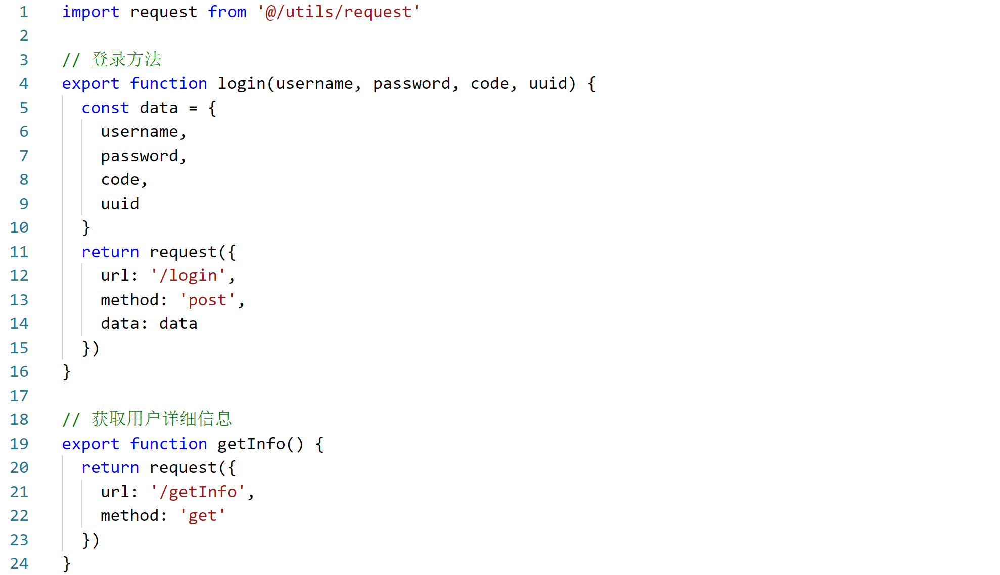 1 import request from '@/utils/request'
2
3 // 登录方法
4 export function login(username, password, code, uuid) {
5   const data = {
6     username,
7     password,
8     code,
9     uuid
10   }
11   return request({
12     url: '/login',
13     method: 'post',
14     data: data
15   })
16 }
17
18 // 获取用户详细信息
19 export function getInfo() {
20   return request({
21     url: '/getInfo',
22     method: 'get'
23   })
24 }